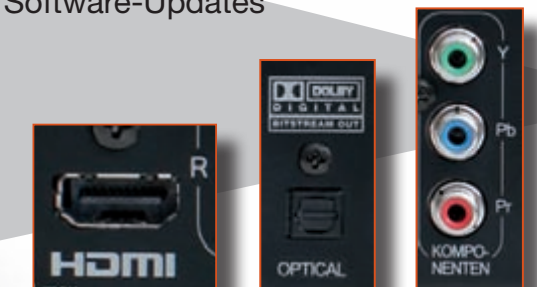 Software-Updates
R
HDMI
DOLBY
DIGITAL
BITSTREAM OUT
OPTICAL
Y
Pb
Pr
KOMPO-
NENTEN